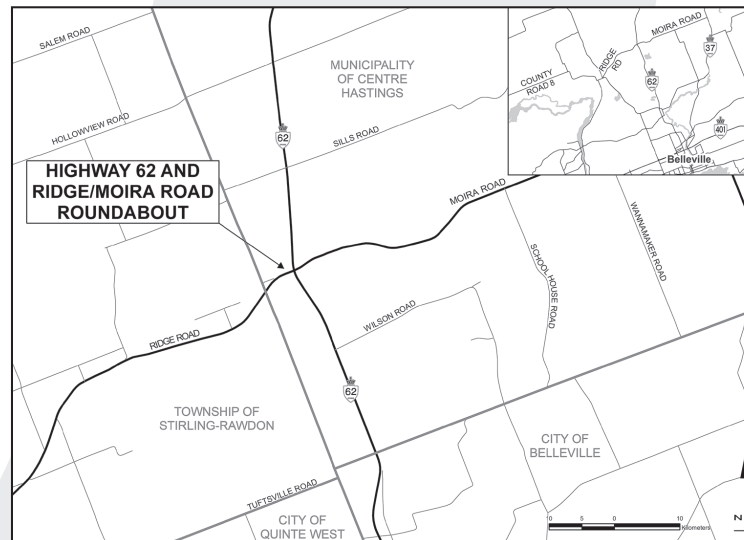 SALEM ROAD
MUNICIPALITY
OF CENTRE
HASTINGS
MOIRA ROAD
37
RIDGE
RD
COUNTY
ROAD 8
62
401
Belleville
HOLLOWVIEW ROAD
62
SILLS ROAD
HIGHWAY 62 AND
RIDGE/MOIRA ROAD
ROUNDABOUT
MOIRA ROAD
WANNAMAKER ROAD
SCHOOL HOUSE ROAD
WILSON ROAD
RIDGE ROAD
62
TOWNSHIP OF
STIRLING-RAWDON
CITY OF
BELLEVILLE
TUFTSVILLE ROAD
CITY OF
QUINTE WEST
10 5 0 10
Kilometers
N